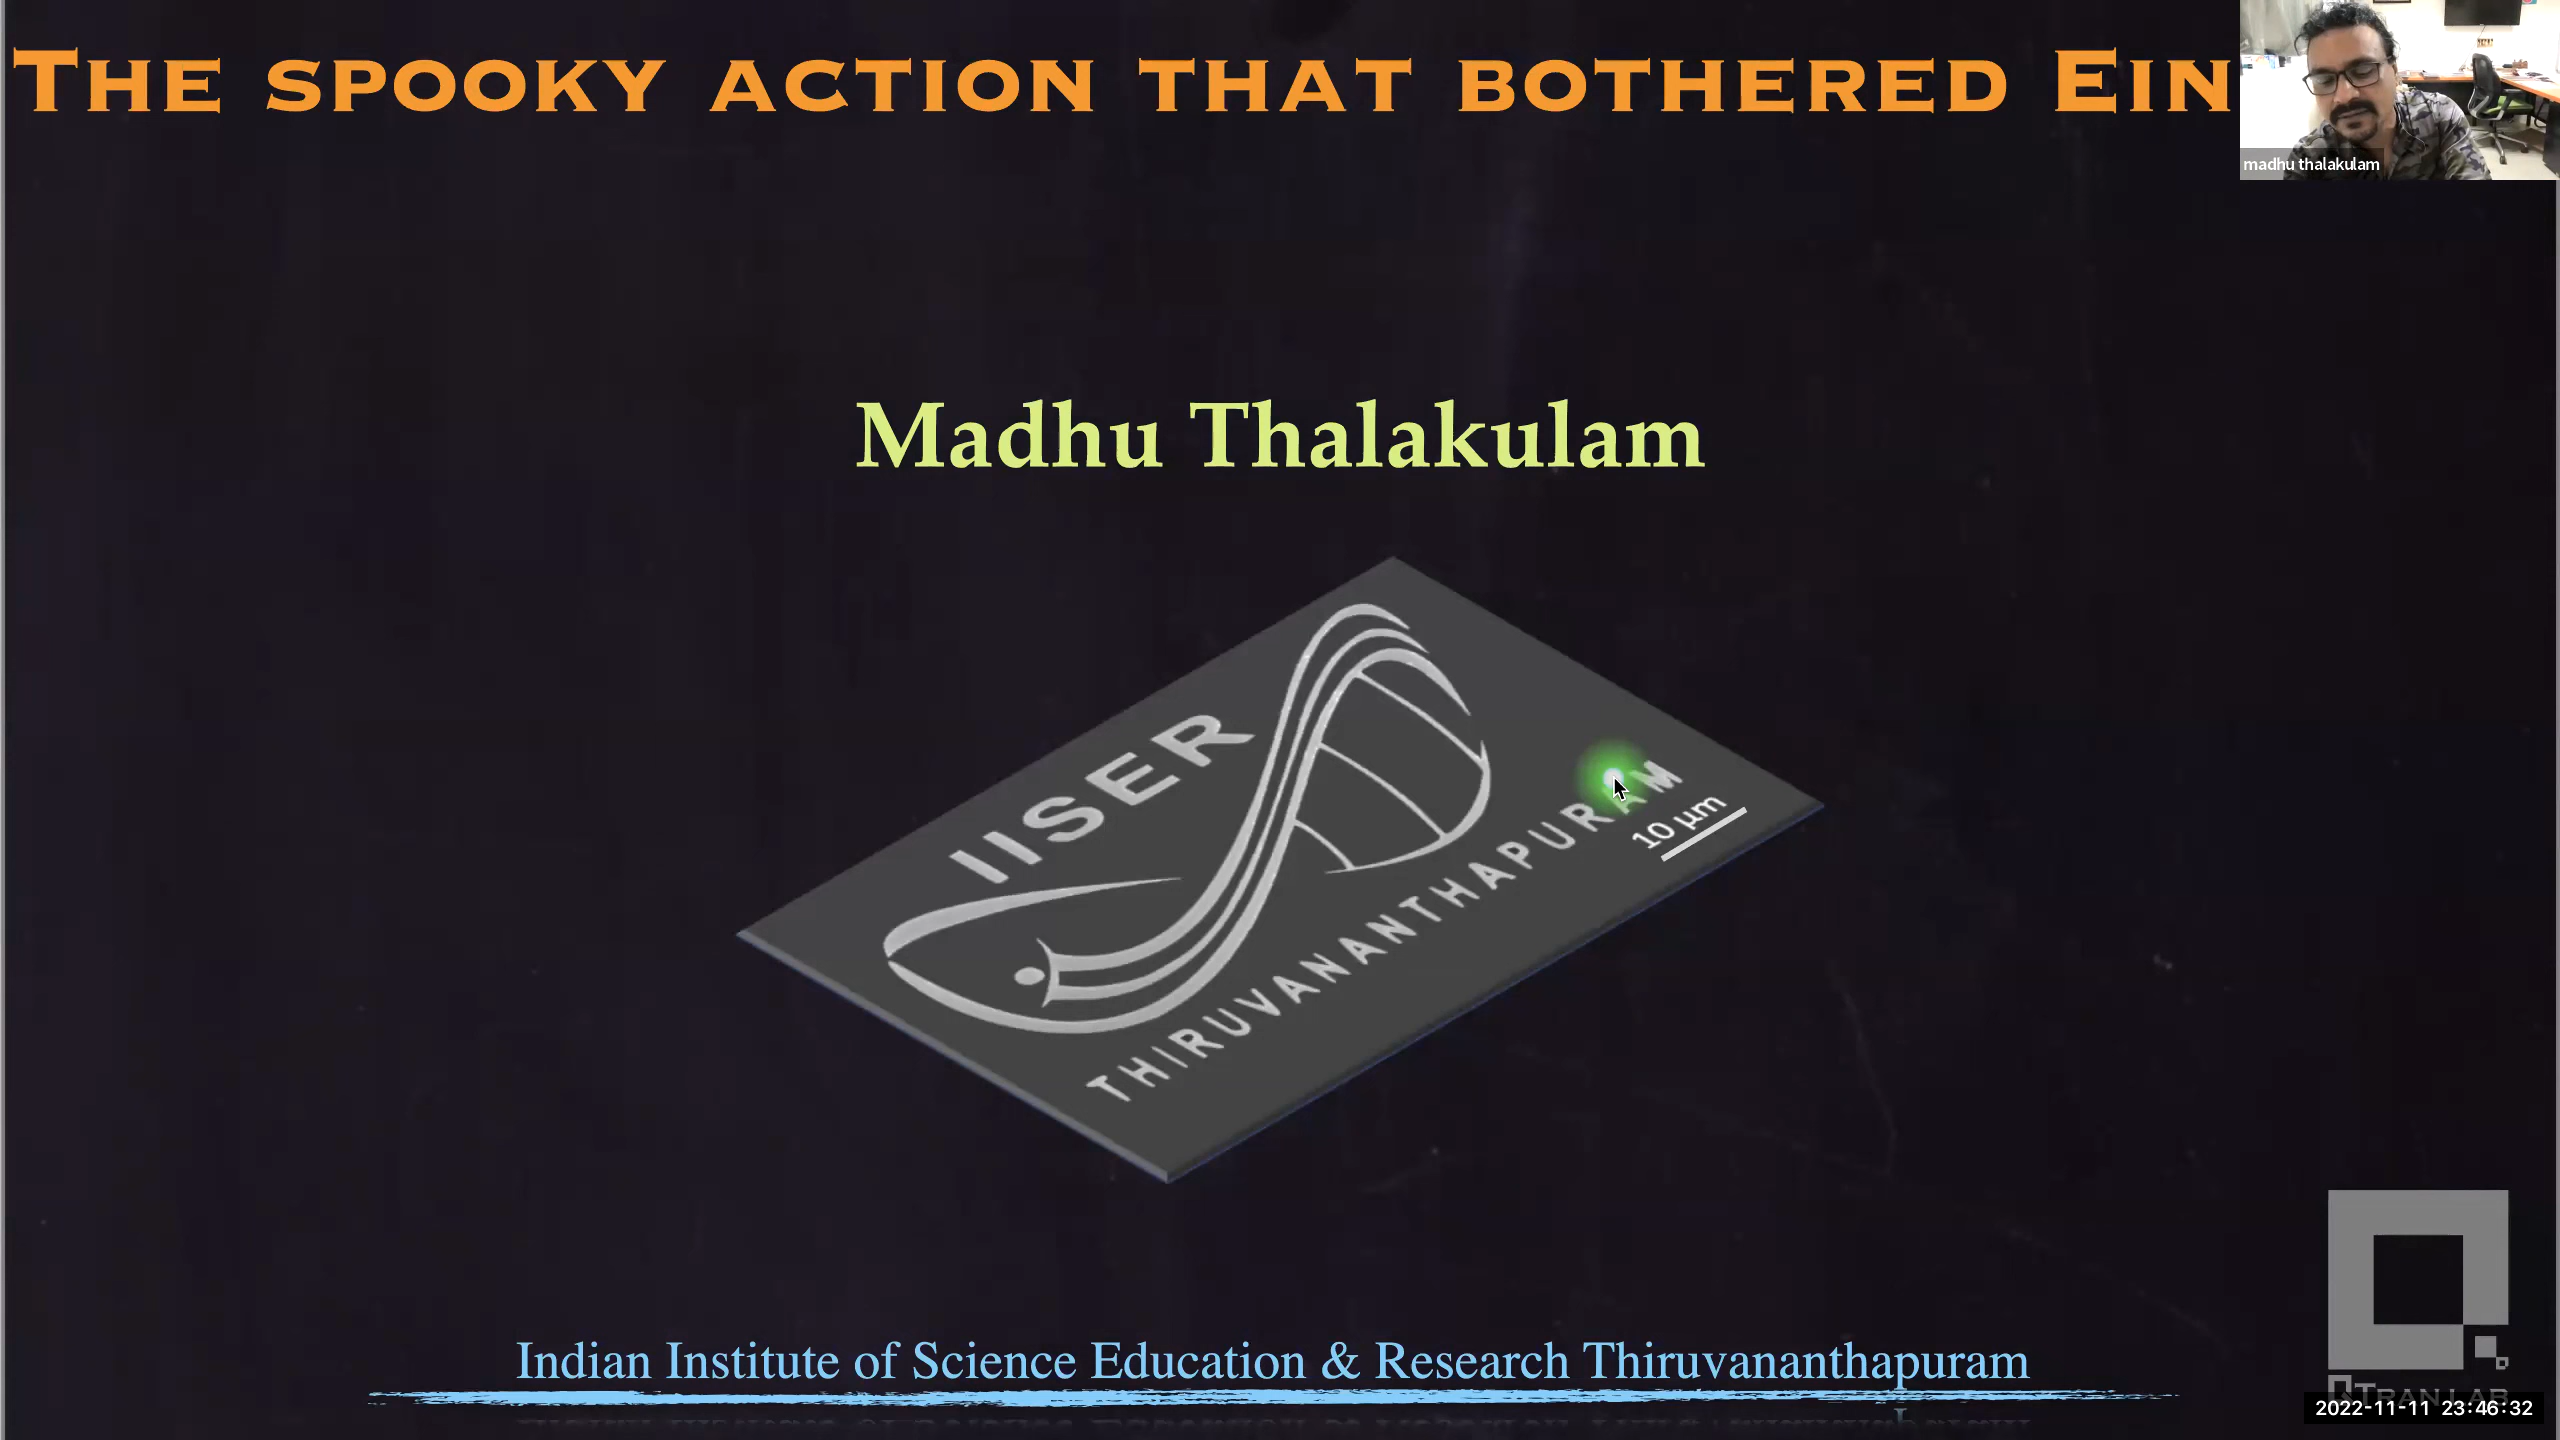 THE SPOOKY ACTION THAT BOTHERED EIN
madhu thalakulam
Madhu Thalakulam
IISER
THIRUVANANTHAPURAM
10 µm
Indian Institute of Science Education & Research Thiruvananthapuram
2022-11-11 23:46:32